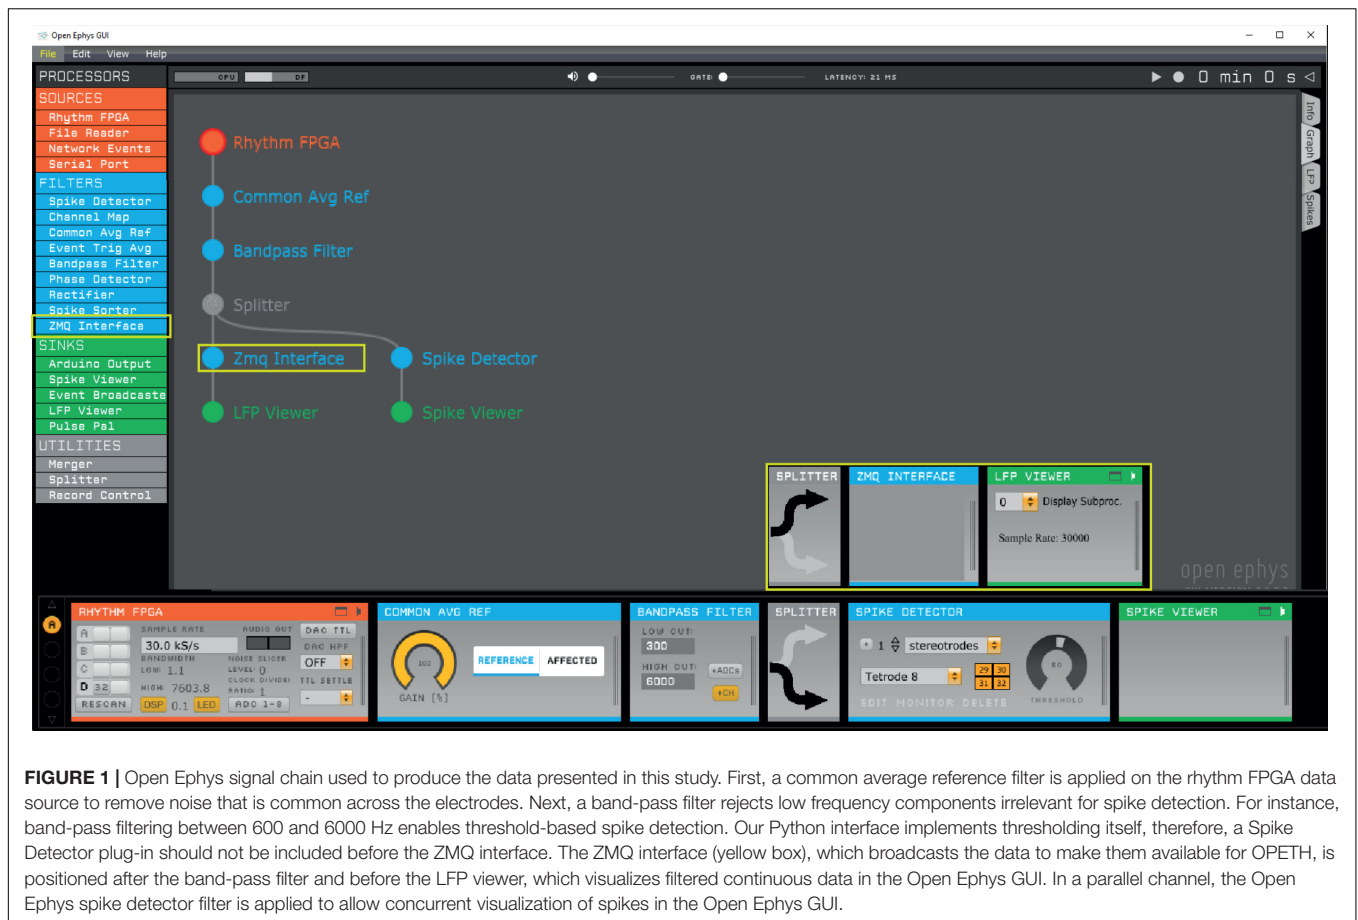 Open Ephys GUI
File Edit View Help
PROCESSORS
CPU DF
GATE:
LATENCY: 21 MS
0 min 0 s
SOURCES
Rhythm FPGA
File Reader
Network Events
Serial Port
FILTERS
Spike Detector
Channel Map
Common Avg Ref
Event Trig Avg
Bandpass Filter
Phase Detector
Rectifier
Spike Sorter
ZMQ Interface
SINKS
Arduino Output
Spike Viewer
Event Broadcaste
LFP Viewer
Pulse Pal
UTILITIES
Merger
Splitter
Record Control
Rhythm FPGA
Common Avg Ref
Bandpass Filter
Splitter
Zmq Interface
Spike Detector
LFP Viewer
Spike Viewer
Info
Graph
LFP
Spikes
SPLITTER
ZMQ INTERFACE
LFP VIEWER
0 Display Subproc.
Sample Rate: 30000
open ephys
A
RHYTHM FPGA
A
B
C
D 32
RESCAN
SAMPLE RATE
30.0 kS/s
BANDWIDTH
LOW: 1.1
HIGH: 7603.8
DSP 0.1 LED
AUDIO OUT
NOISE SLICER
LEVEL: 0
CLOCK DIVIDER
RATIO: 1
ADC 1-8
DAC TTL
DAC HPF
OFF
TTL SETTLE
-
COMMON AVG REF
100
GAIN [%]
REFERENCE AFFECTED
BANDPASS FILTER
LOW CUT:
300
HIGH CUT:
6000
+ADCs
+CH
SPLITTER
SPIKE DETECTOR
+ 1 stereotrodes
Tetrode 8
29 30
31 32
EDIT MONITOR DELETE
THRESHOLD
SPIKE VIEWER
FIGURE 1 | Open Ephys signal chain used to produce the data presented in this study. First, a common average reference filter is applied on the rhythm FPGA data
source to remove noise that is common across the electrodes. Next, a band-pass filter rejects low frequency components irrelevant for spike detection. For instance,
band-pass filtering between 600 and 6000 Hz enables threshold-based spike detection. Our Python interface implements thresholding itself, therefore, a Spike
Detector plug-in should not be included before the ZMQ interface. The ZMQ interface (yellow box), which broadcasts the data to make them available for OPETH, is
positioned after the band-pass filter and before the LFP viewer, which visualizes filtered continuous data in the Open Ephys GUI. In a parallel channel, the Open
Ephys spike detector filter is applied to allow concurrent visualization of spikes in the Open Ephys GUI.